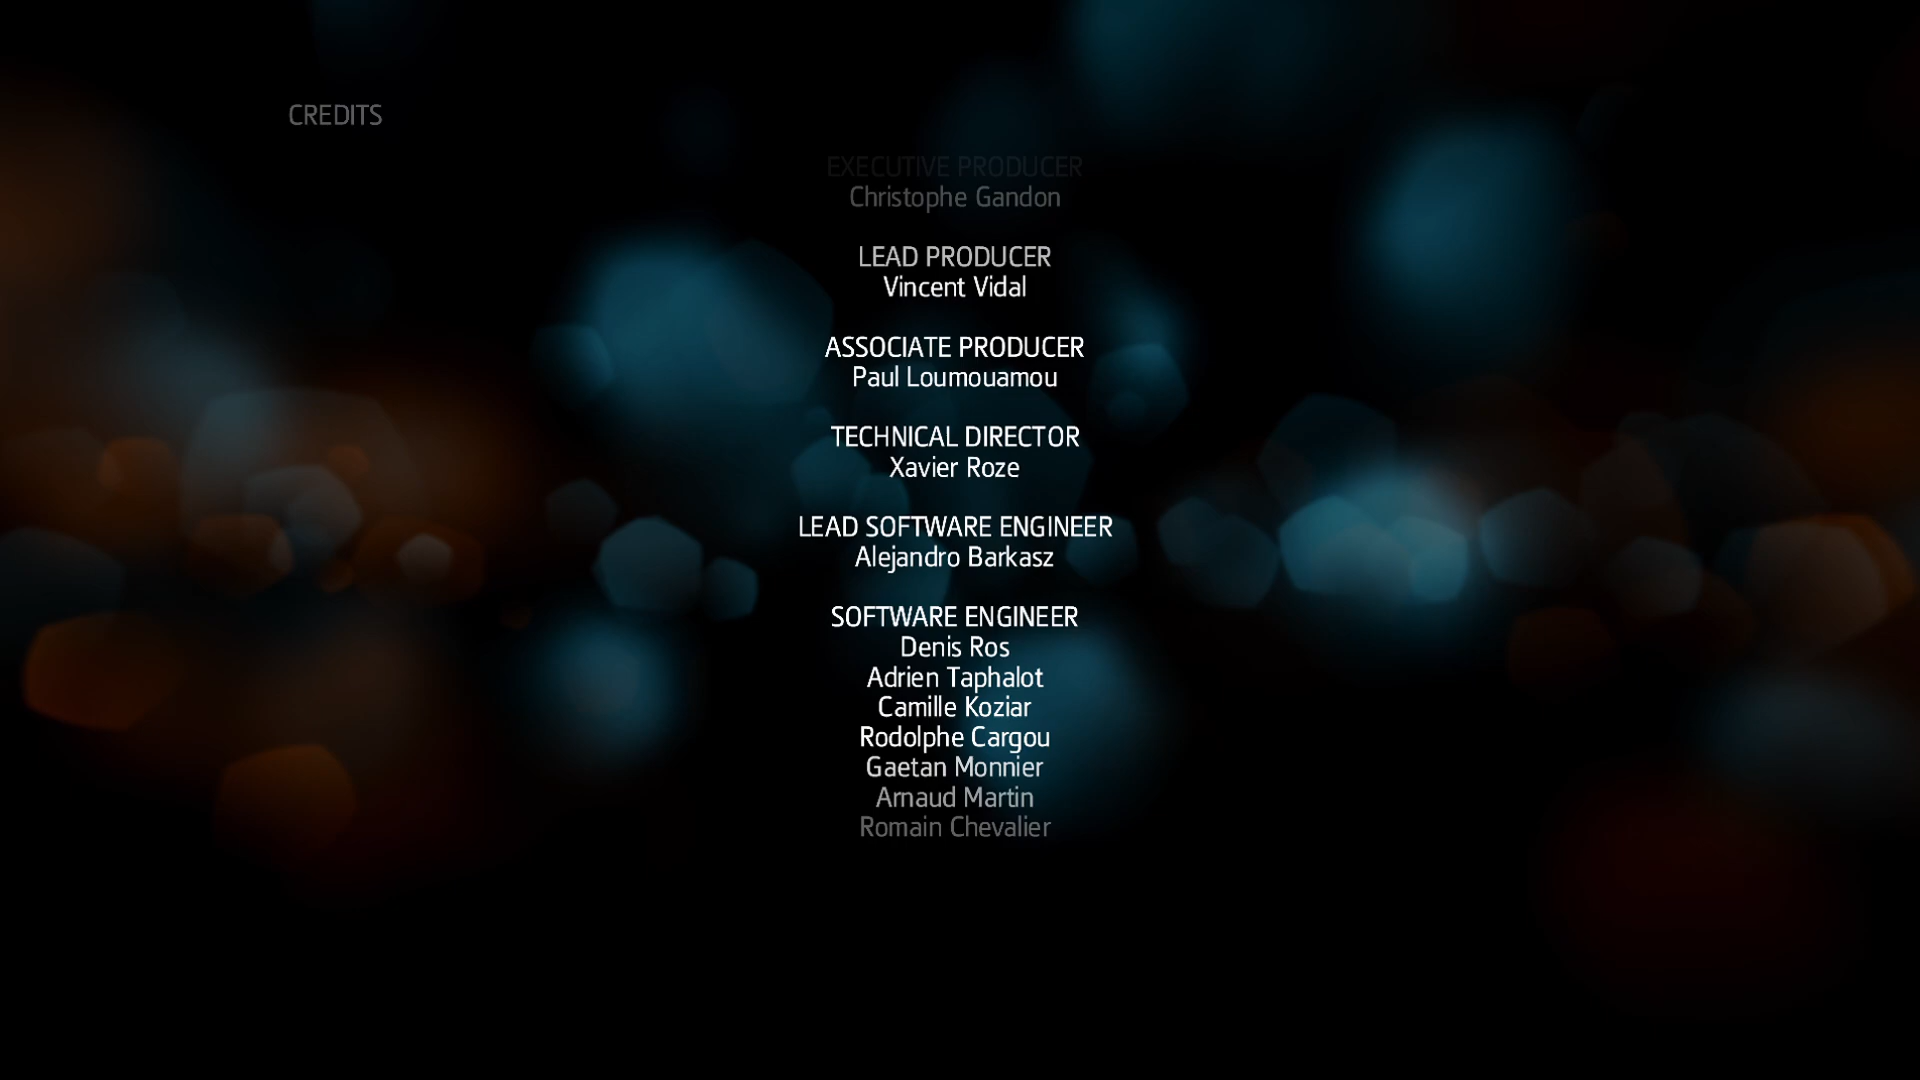 CREDITS
EXECUTIVE PRODUCER
Christophe Gandon
LEAD PRODUCER
Vincent Vidal
ASSOCIATE PRODUCER
Paul Loumouamou
TECHNICAL DIRECTOR
Xavier Roze
LEAD SOFTWARE ENGINEER
Alejandro Barkasz
SOFTWARE ENGINEER
Denis Ros
Adrien Taphalot
Camille Koziar
Rodolphe Cargou
Gaetan Monnier
Arnaud Martin
Romain Chevalier